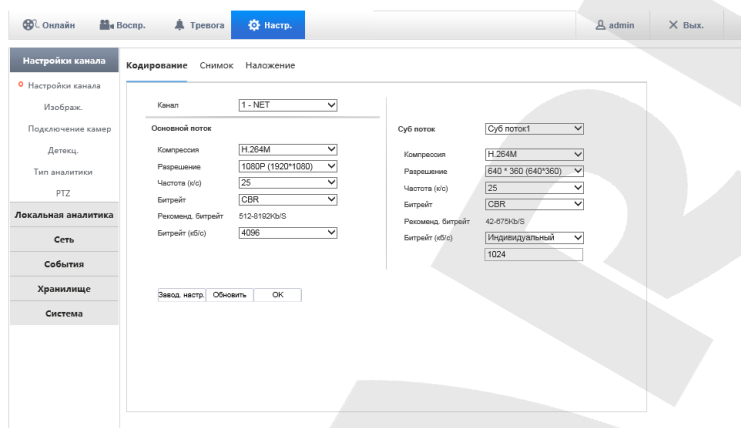 Онлайн Воспр. Тревога Настр. admin Вых.
Настройки канала
Настройки канала
Изображ.
Подключение камер
Детекц.
Тип аналитики
PTZ
Локальная аналитика
Сеть
События
Хранилище
Система
Кодирование Снимок Наложение
Канал 1 - NET
Основной поток
Компрессия H.264M
Разрешение 1080P (1920*1080)
Частота (к/с) 25
Битрейт CBR
Рекоменд. битрейт 512-8192Kb/S
Битрейт (кб/с) 4096
Суб поток Суб поток1
Компрессия H.264M
Разрешение 640 * 360 (640*360)
Частота (к/с) 25
Битрейт CBR
Рекоменд. битрейт 42-675Kb/S
Битрейт (кб/с) Индивидуальный
1024
Завод. настр. Обновить OK